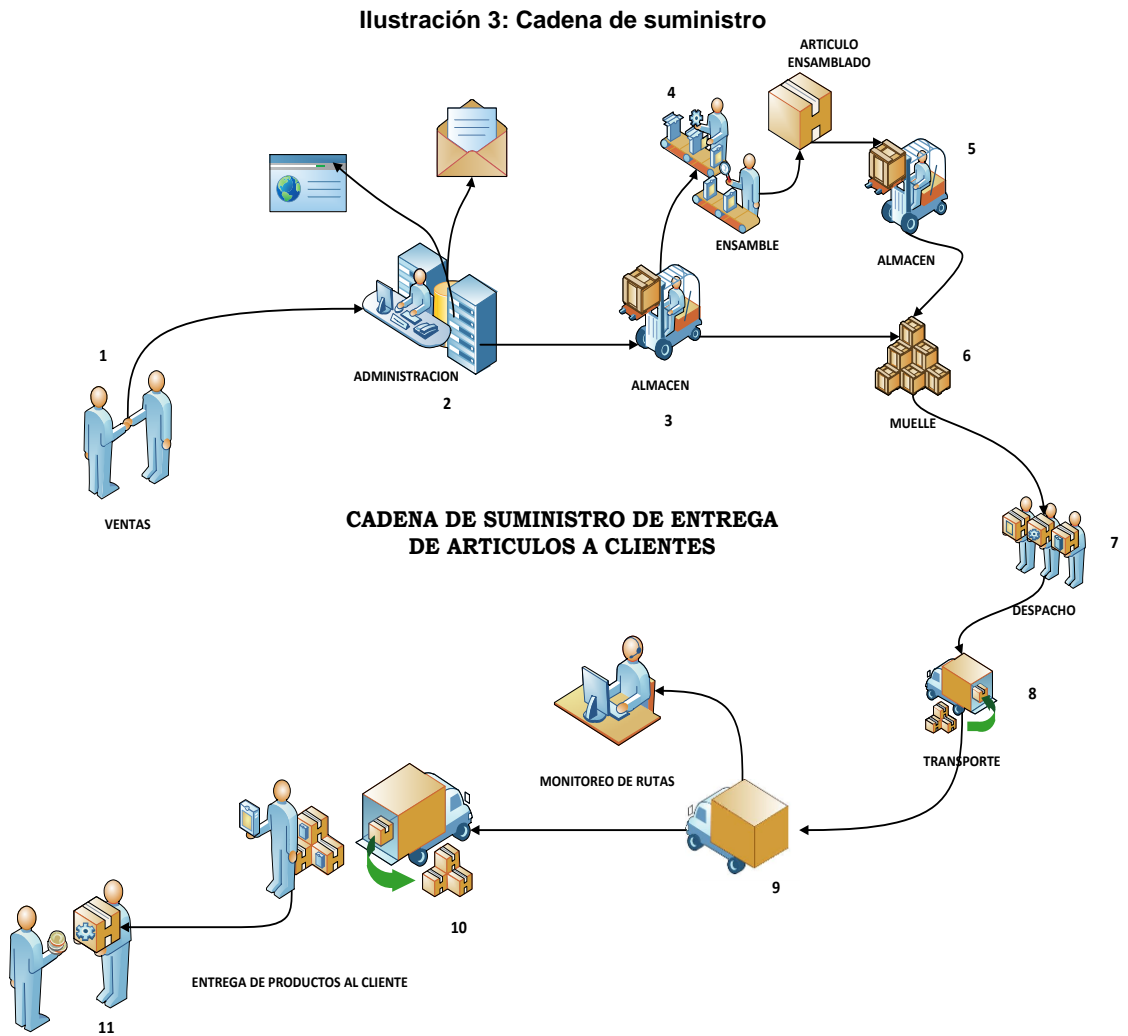 Ilustración 3: Cadena de suministro
ARTICULO
ENSAMBLADO
4
5
ENSAMBLE
ALMACEN
1
ADMINISTRACION
2
ALMACEN
3
6
MUELLE
VENTAS
CADENA DE SUMINISTRO DE ENTREGA
DE ARTICULOS A CLIENTES
7
DESPACHO
8
TRANSPORTE
MONITOREO DE RUTAS
9
10
ENTREGA DE PRODUCTOS AL CLIENTE
11